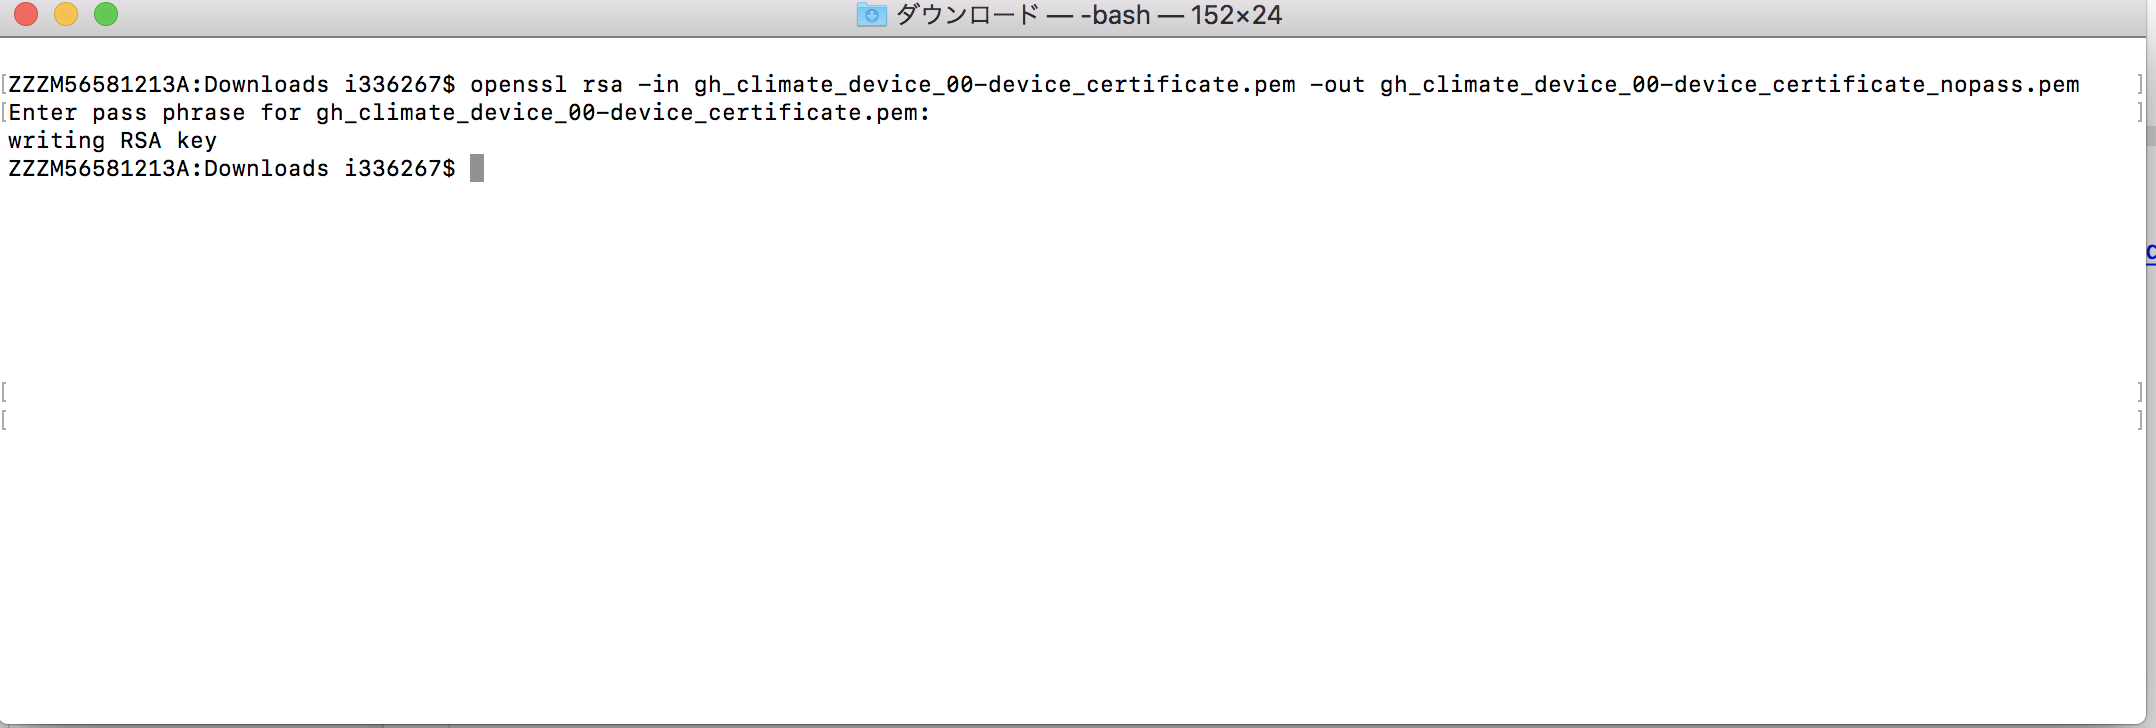 ダウンロード — -bash — 152×24
[ZZZM56581213A:Downloads i336267$ openssl rsa -in gh_climate_device_00-device_certificate.pem -out gh_climate_device_00-device_certificate_nopass.pem ]
[Enter pass phrase for gh_climate_device_00-device_certificate.pem: ]
writing RSA key
ZZZM56581213A:Downloads i336267$
[ ]
[ ]